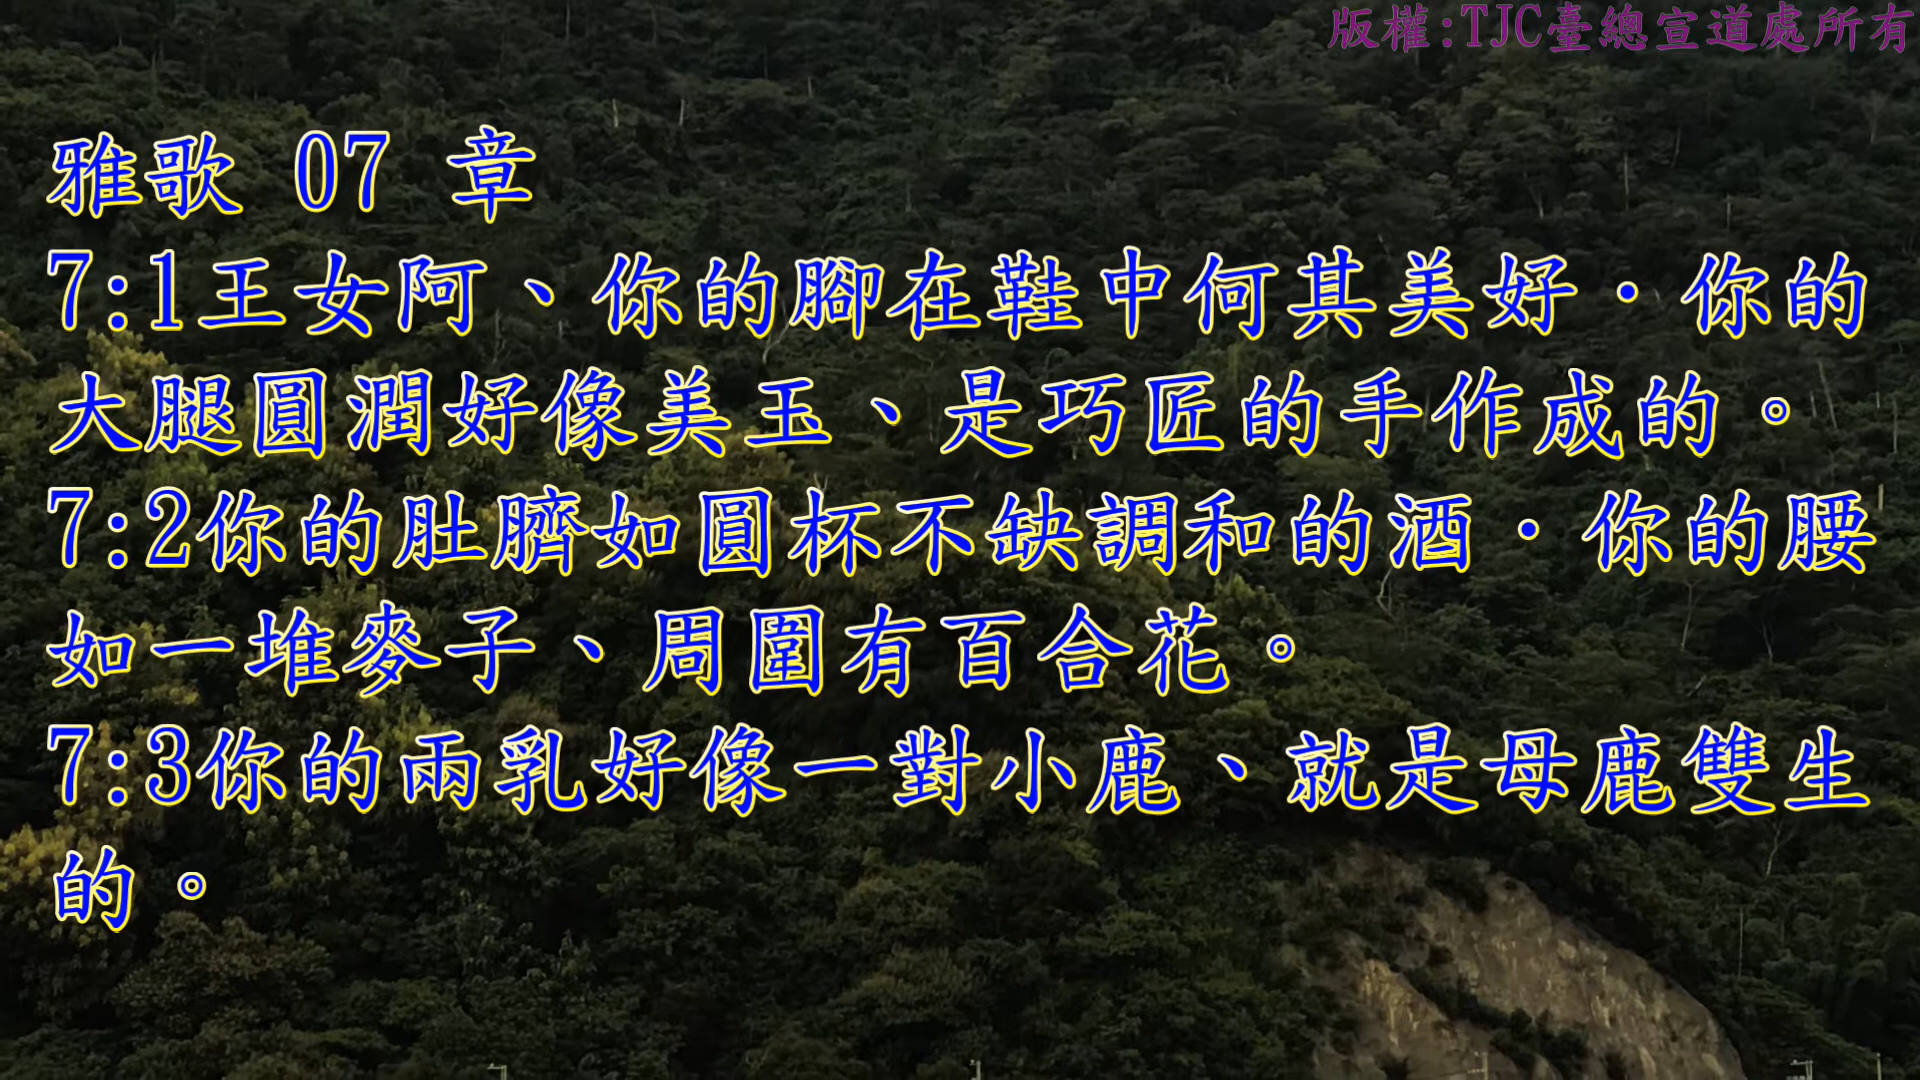 版權:TJC臺總宣道處所有
雅歌 07 章
7:1王女阿、你的腳在鞋中何其美好．你的
大腿圓潤好像美玉、是巧匠的手作成的。
7:2你的肚臍如圓杯不缺調和的酒．你的腰
如一堆麥子、周圍有百合花。
7:3你的兩乳好像一對小鹿、就是母鹿雙生
的。